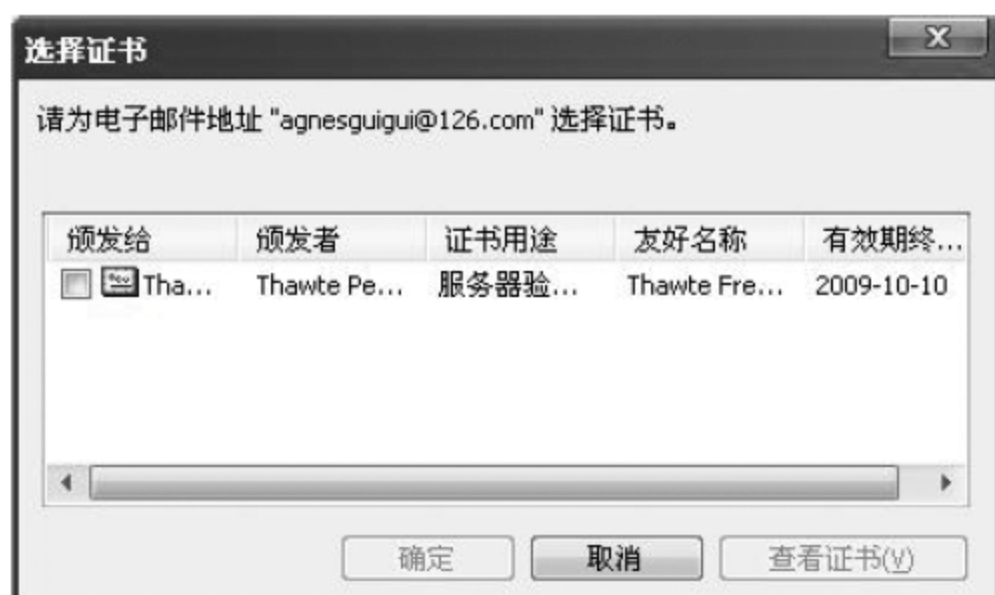 选择证书
请为电子邮件地址 "agnesguigui@126.com" 选择证书。
颁发给 颁发者 证书用途 友好名称 有效期终...
Tha... Thawte Pe... 服务器验... Thawte Fre... 2009-10-10
确定 取消 查看证书(V)